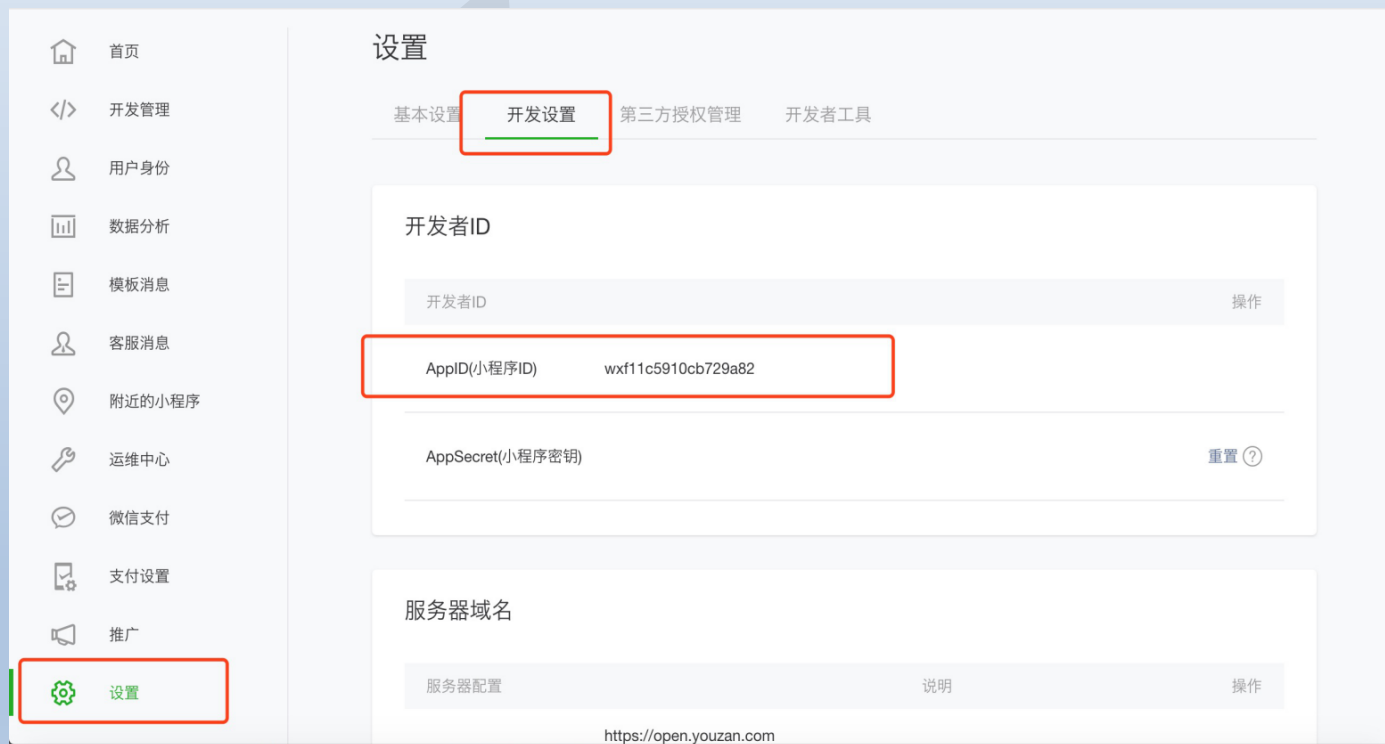 首页
开发管理
用户身份
数据分析
模板消息
客服消息
附近的小程序
运维中心
微信支付
支付设置
推广
设置
设置
基本设置 开发设置 第三方授权管理 开发者工具
开发者ID
开发者ID 操作
AppID(小程序ID) wxf11c5910cb729a82
AppSecret(小程序密钥) 重置 ?
服务器域名
服务器配置 说明 操作
https://open.youzan.com